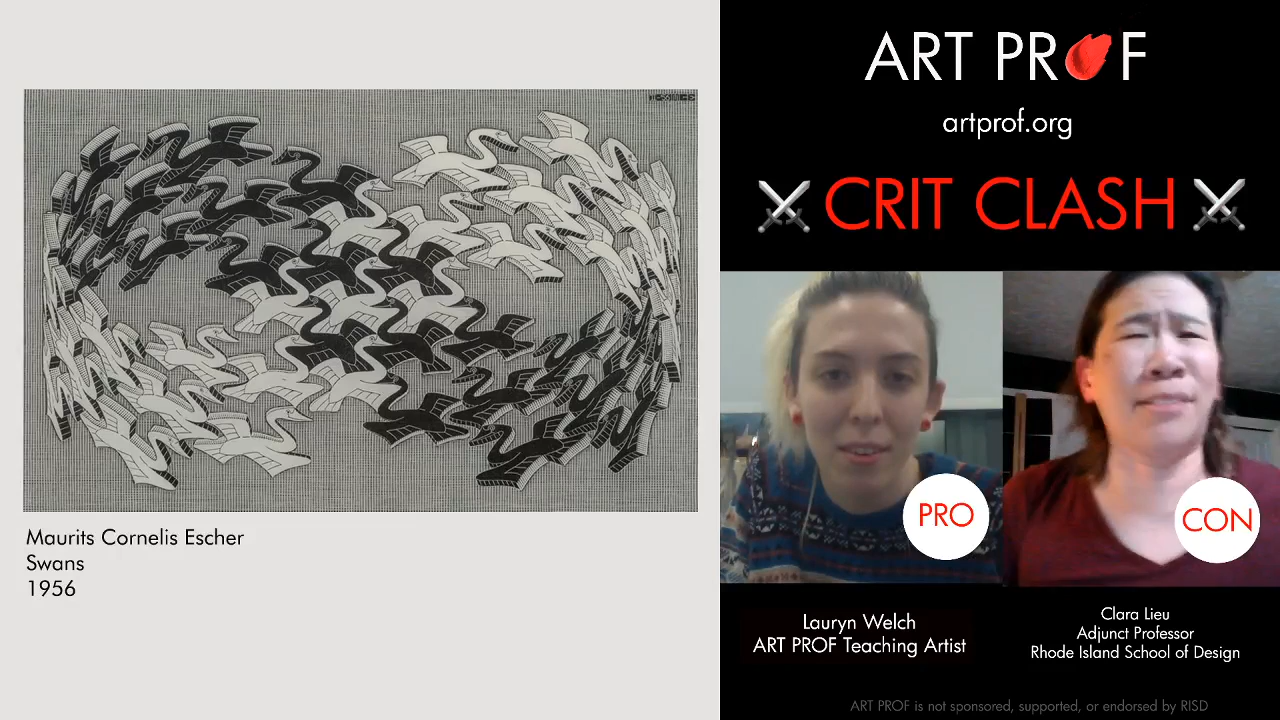 Maurits Cornelis Escher
Swans
1956
ART PROF
artprof.org
CRIT CLASH
PRO
CON
Lauryn Welch
ART PROF Teaching Artist
Clara Lieu
Adjunct Professor
Rhode Island School of Design
ART PROF is not sponsored, supported, or endorsed by RISD